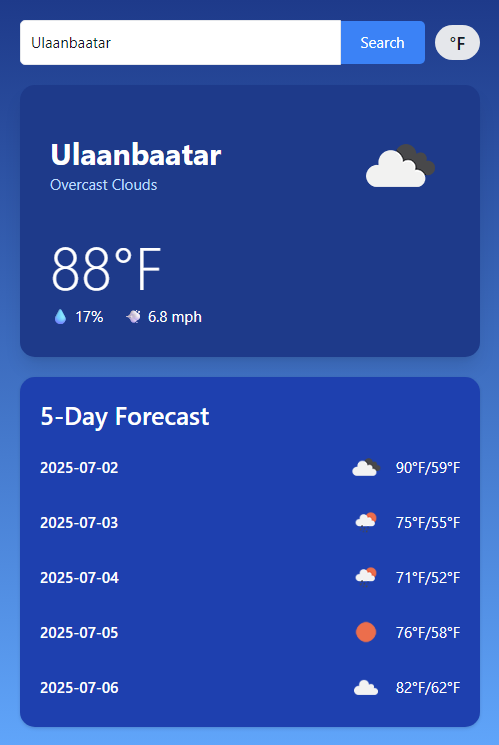 Ulaanbaatar Search °F
Ulaanbaatar
Overcast Clouds
88°F
17% 6.8 mph
5-Day Forecast
2025-07-02 90°F/59°F
2025-07-03 75°F/55°F
2025-07-04 71°F/52°F
2025-07-05 76°F/58°F
2025-07-06 82°F/62°F